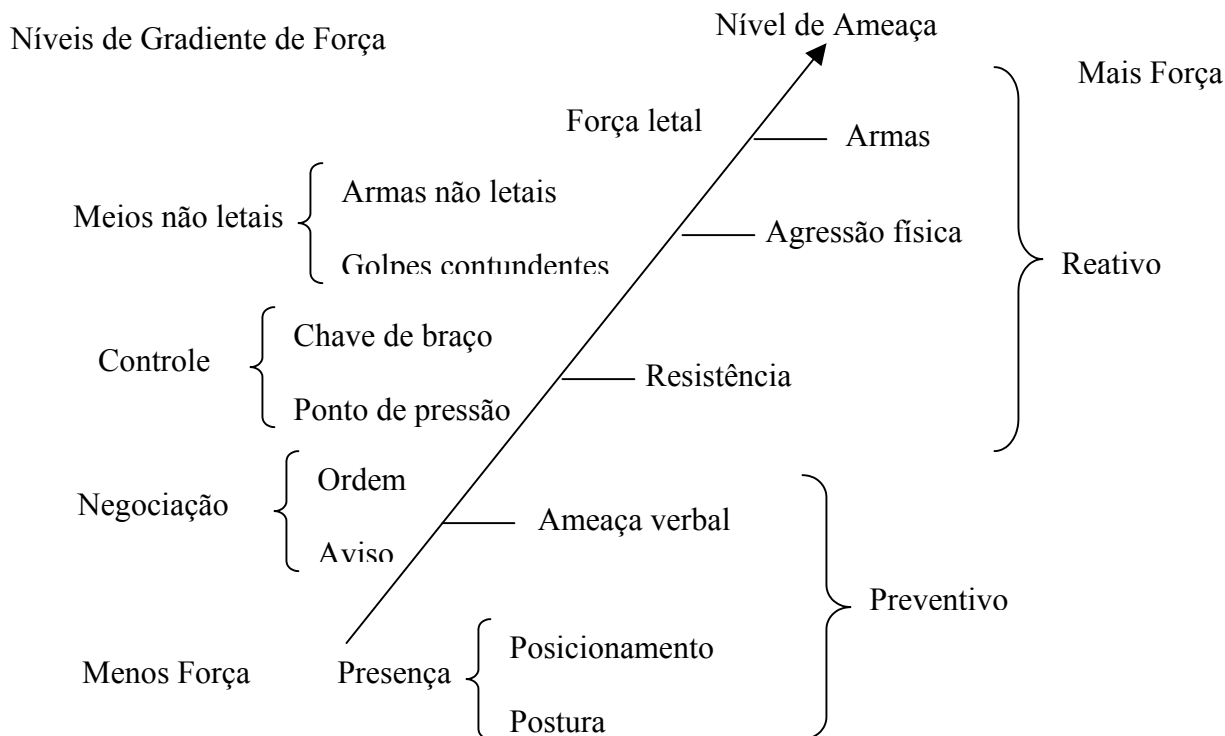 Nível de Ameaça
Níveis de Gradiente de Força
Mais Força
Força letal
Armas
Meios não letais
Armas não letais
Golpes contundentes
Agressão física
Reativo
Controle
Chave de braço
Ponto de pressão
Resistência
Negociação
Ordem
Aviso
Ameaça verbal
Preventivo
Menos Força
Presença
Posicionamento
Postura